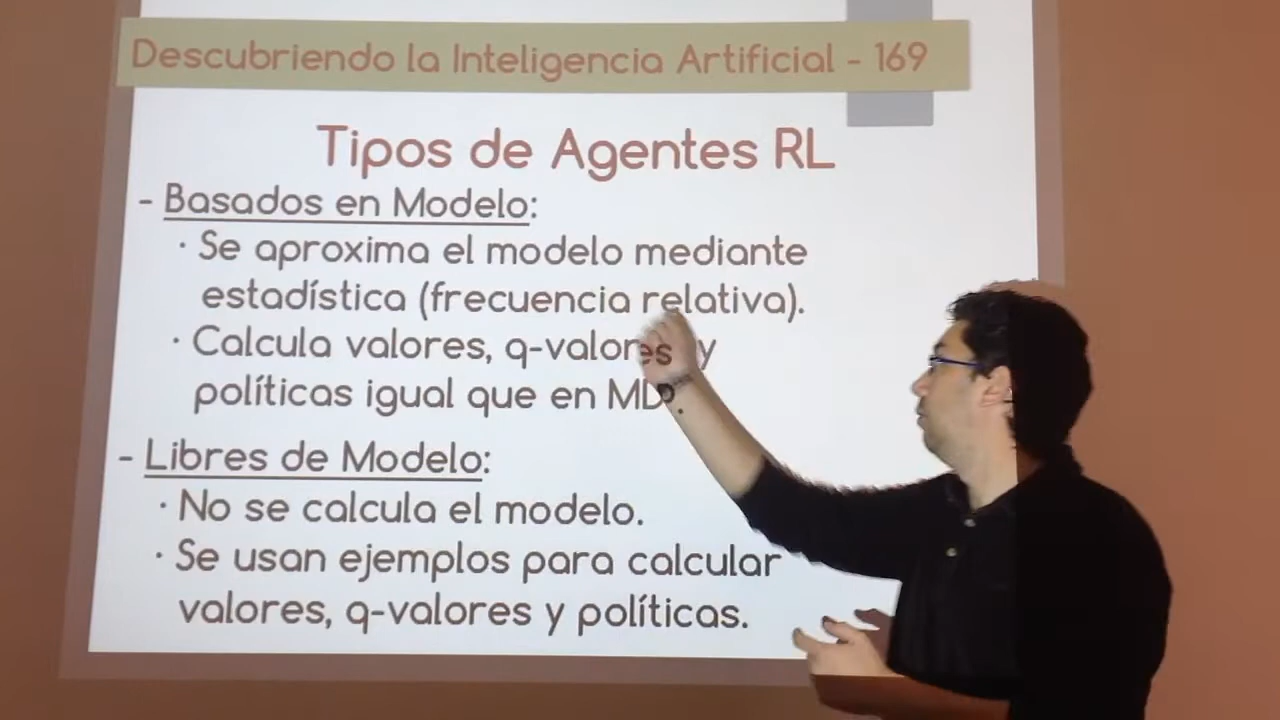 Descubriendo la Inteligencia Artificial - 169
Tipos de Agentes RL
- Basados en Modelo:
· Se aproxima el modelo mediante
estadística (frecuencia relativa).
· Calcula valores, q-valores y
políticas igual que en MDP.
- Libres de Modelo:
· No se calcula el modelo.
· Se usan ejemplos para calcular
valores, q-valores y políticas.